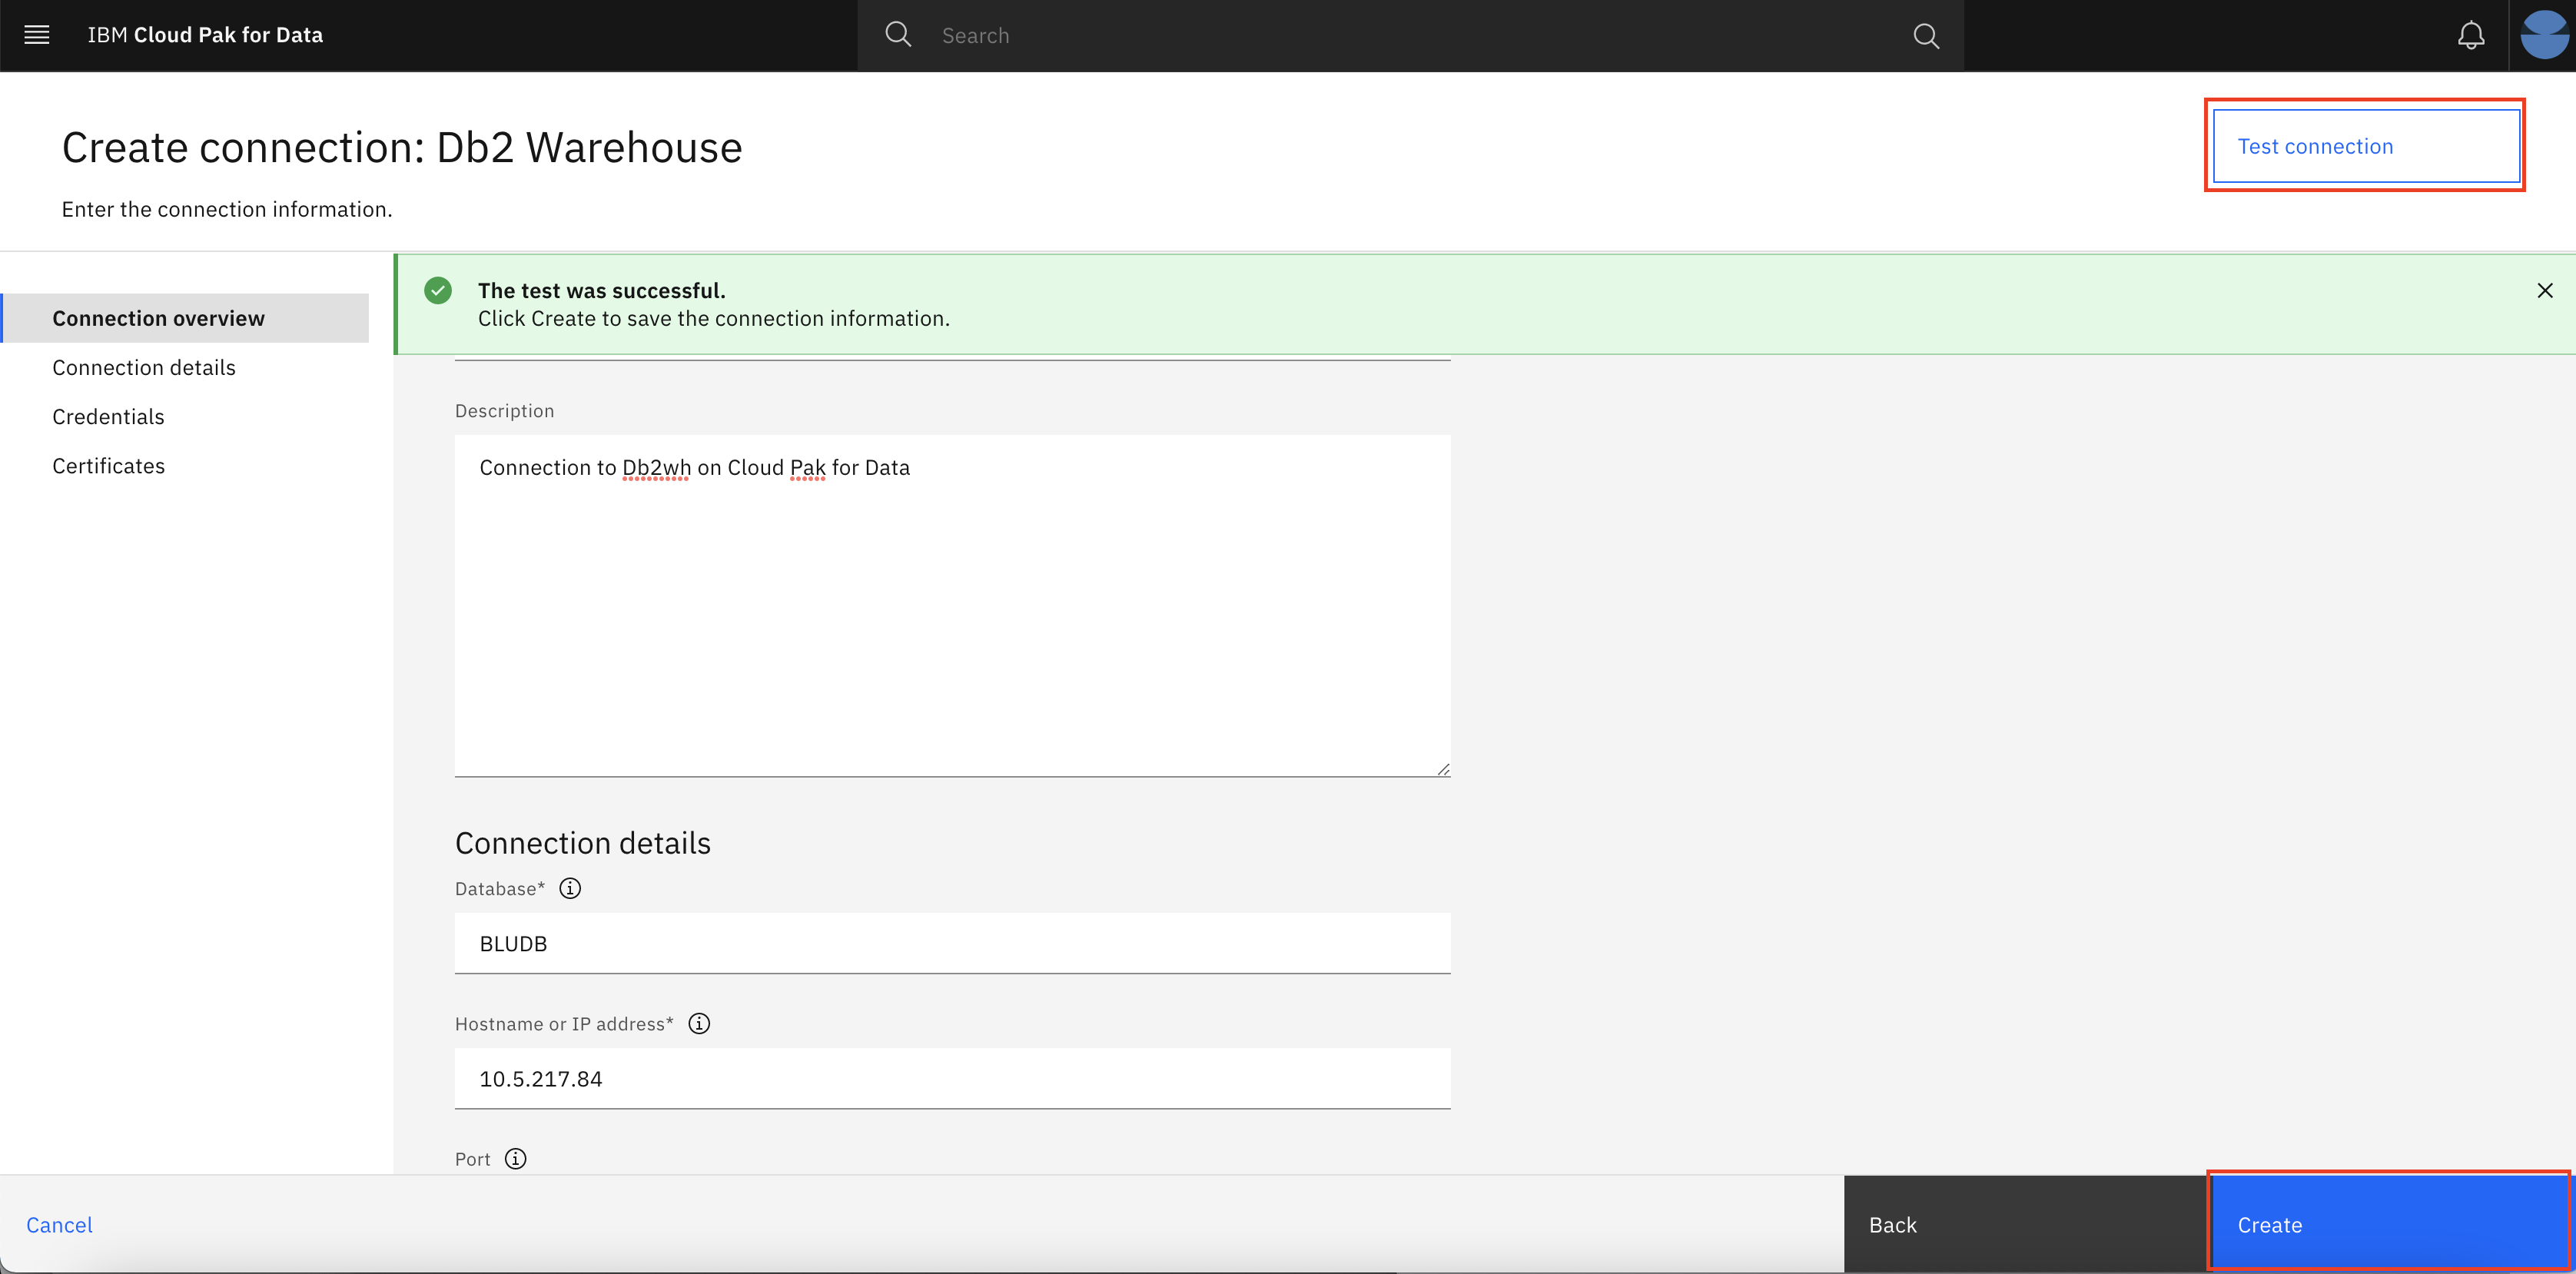 IBM Cloud Pak for Data
Search
Create connection: Db2 Warehouse
Test connection
Enter the connection information.
Connection overview
Connection details
Credentials
Certificates
The test was successful.
Click Create to save the connection information.
Description
Connection to Db2wh on Cloud Pak for Data
Connection details
Database*
BLUDB
Hostname or IP address*
10.5.217.84
Port
Cancel
Back
Create